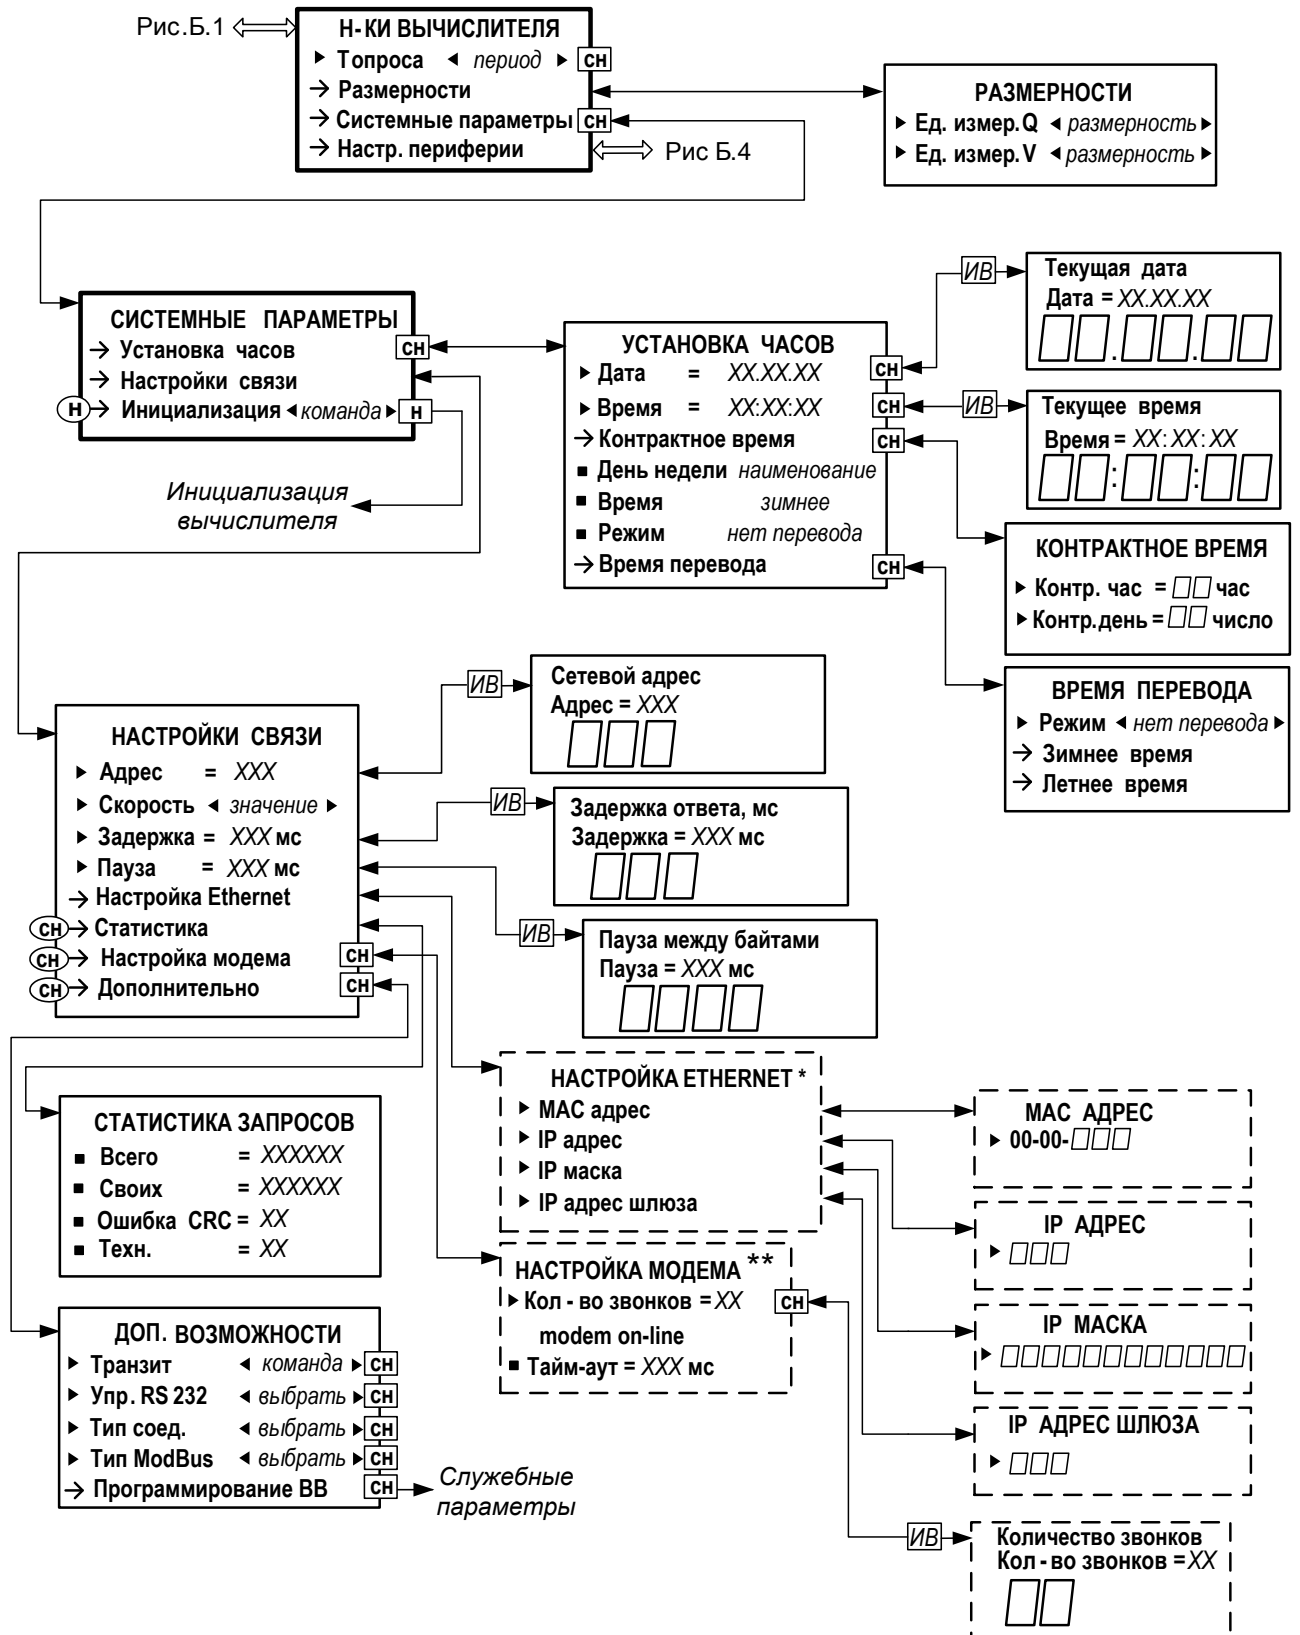 Рис.Б.1
Н-КИ ВЫЧИСЛИТЕЛЯ
Tопроса период СН
Размерности
Системные параметры СН
Настр. периферии
Рис Б.4
РАЗМЕРНОСТИ
Ед. измер.Q размерность
Ед. измер.V размерность
СИСТЕМНЫЕ ПАРАМЕТРЫ
Установка часов СН
Настройки связи
Н Инициализация команда Н
Инициализация
вычислителя
УСТАНОВКА ЧАСОВ
Дата = XX.XX.XX СН
Время = XX:XX:XX СН
Контрактное время СН
День недели наименование
Время зимнее
Режим нет перевода
Время перевода СН
ИВ
Текущая дата
Дата = XX.XX.XX
ИВ
Текущее время
Время = XX:XX:XX
КОНТРАКТНОЕ ВРЕМЯ
Контр. час = час
Контр.день = число
ВРЕМЯ ПЕРЕВОДА
Режим нет перевода
Зимнее время
Летнее время
НАСТРОЙКИ СВЯЗИ
Адрес = XXX
Скорость значение
Задержка = XXX мс
Пауза = XXX мс
Настройка Ethernet
СН Статистика
СН Настройка модема СН
СН Дополнительно СН
ИВ
Сетевой адрес
Адрес = XXX
ИВ
Задержка ответа, мс
Задержка = XXX мс
ИВ
Пауза между байтами
Пауза = XXX мс
СТАТИСТИКА ЗАПРОСОВ
Всего = XXXXXX
Своих = XXXXXX
Ошибка CRC = XX
Техн. = XX
НАСТРОЙКА ETHERNET *
MAC адрес
IP адрес
IP маска
IP адрес шлюза
НАСТРОЙКА МОДЕМА **
Кол - во звонков = XX СН
modem on-line
Тайм-аут = XXX мс
MAC АДРЕС
00-00-
IP АДРЕС
IP МАСКА
IP АДРЕС ШЛЮЗА
ДОП. ВОЗМОЖНОСТИ
Транзит команда СН
Упр. RS 232 выбрать СН
Тип соед. выбрать СН
Тип ModBus выбрать СН
Программирование ВВ СН
Служебные
параметры
ИВ
Количество звонков
Кол - во звонков = XX